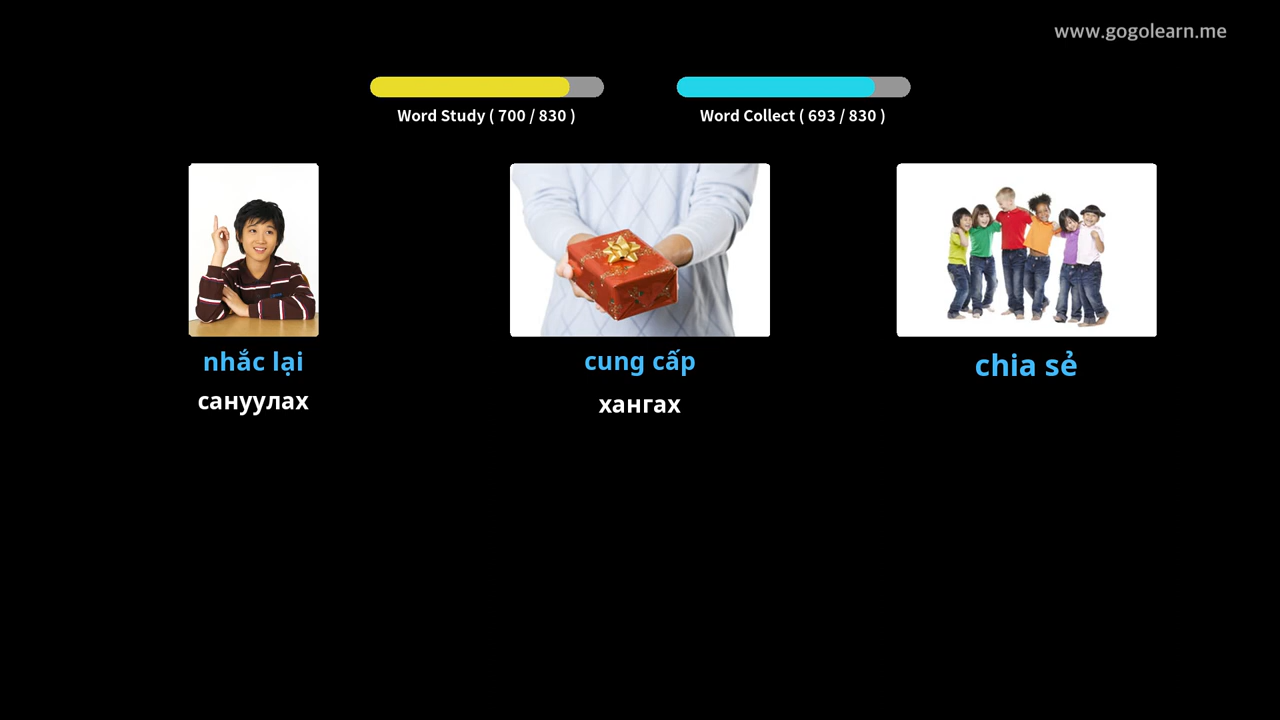 www.gogolearn.me
Word Study ( 700 / 830 )
Word Collect ( 693 / 830 )
nhắc lại
сануулах
cung cấp
хангах
chia sẻ